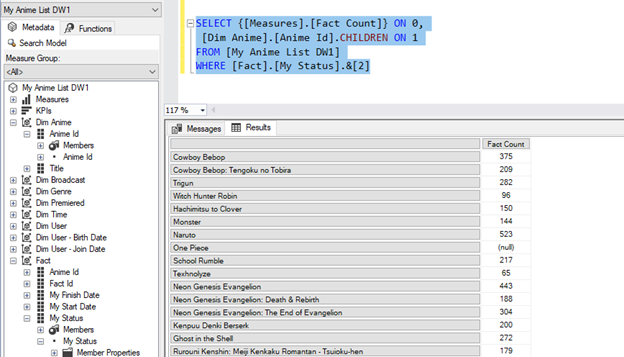 My Anime List DW1
Metadata
Functions
Search Model
Measure Group:
<All>
My Anime List DW1
Measures
KPIs
Dim Anime
Anime Id
Members
Anime Id
Title
Dim Broadcast
Dim Genre
Dim Premiered
Dim Time
Dim User
Dim User - Birth Date
Dim User - Join Date
Fact
Anime Id
Fact Id
My Finish Date
My Start Date
My Status
Members
My Status
Member Properties
SELECT {[Measures].[Fact Count]} ON 0,
[Dim Anime].[Anime Id].CHILDREN ON 1
FROM [My Anime List DW1]
WHERE [Fact].[My Status].&[2]
117 %
Messages
Results
Fact Count
Cowboy Bebop 375
Cowboy Bebop: Tengoku no Tobira 209
Trigun 282
Witch Hunter Robin 96
Hachimitsu to Clover 150
Monster 144
Naruto 523
One Piece (null)
School Rumble 217
Texhnolyze 65
Neon Genesis Evangelion 443
Neon Genesis Evangelion: Death & Rebirth 188
Neon Genesis Evangelion: The End of Evangelion 304
Kenpuu Denki Berserk 200
Ghost in the Shell 272
Rurouni Kenshin: Meiji Kenkaku Romantan - Tsuioku-hen 179